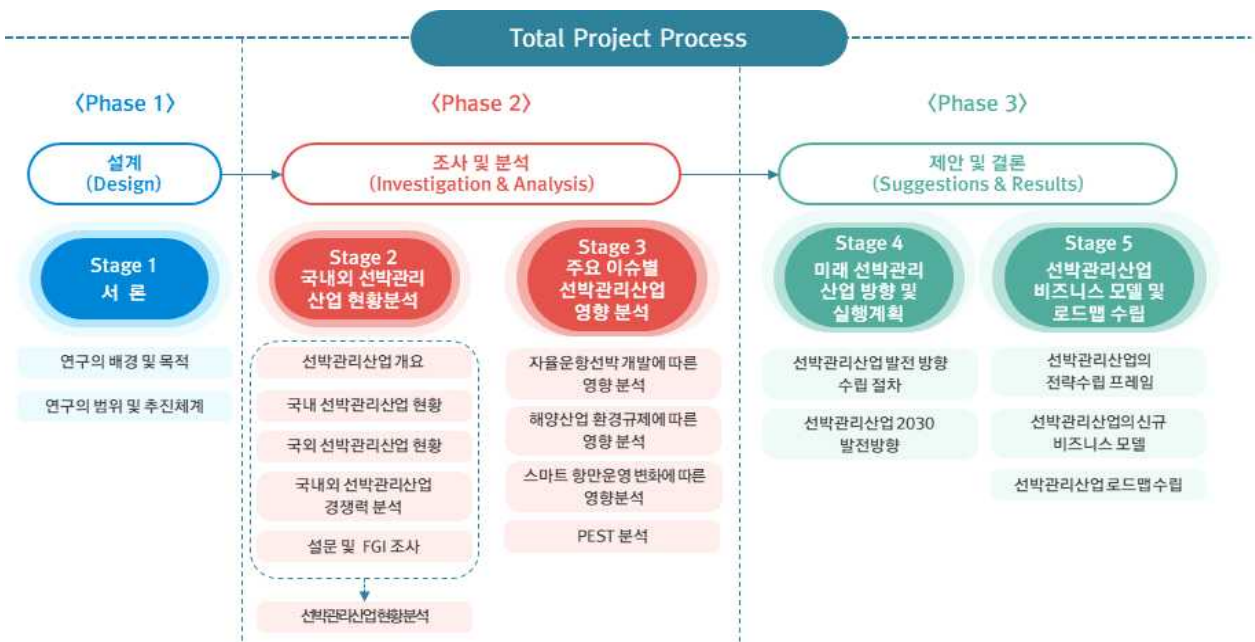 Total Project Process
〈Phase 1〉
〈Phase 2〉
〈Phase 3〉
설계
(Design)
조사 및 분석
(Investigation & Analysis)
제안 및 결론
(Suggestions & Results)
Stage 1
서 론
연구의 배경 및 목적
연구의 범위 및 추진체계
Stage 2
국내외 선박관리
산업 현황분석
선박관리산업 개요
국내 선박관리산업 현황
국외 선박관리산업 현황
국내외 선박관리산업
경쟁력 분석
설문 및 FGI 조사
선박관리산업현황분석
Stage 3
주요 이슈별
선박관리산업
영향 분석
자율운항선박 개발에 따른
영향 분석
해양산업 환경규제에 따른
영향 분석
스마트 항만운영 변화에 따른
영향분석
PEST 분석
Stage 4
미래 선박관리
산업 방향 및
실행계획
선박관리산업 발전 방향
수립 절차
선박관리산업 2030
발전방향
Stage 5
선박관리산업
비즈니스 모델 및
로드맵 수립
선박관리산업의
전략수립 프레임
선박관리산업의 신규
비즈니스 모델
선박관리산업 로드맵 수립